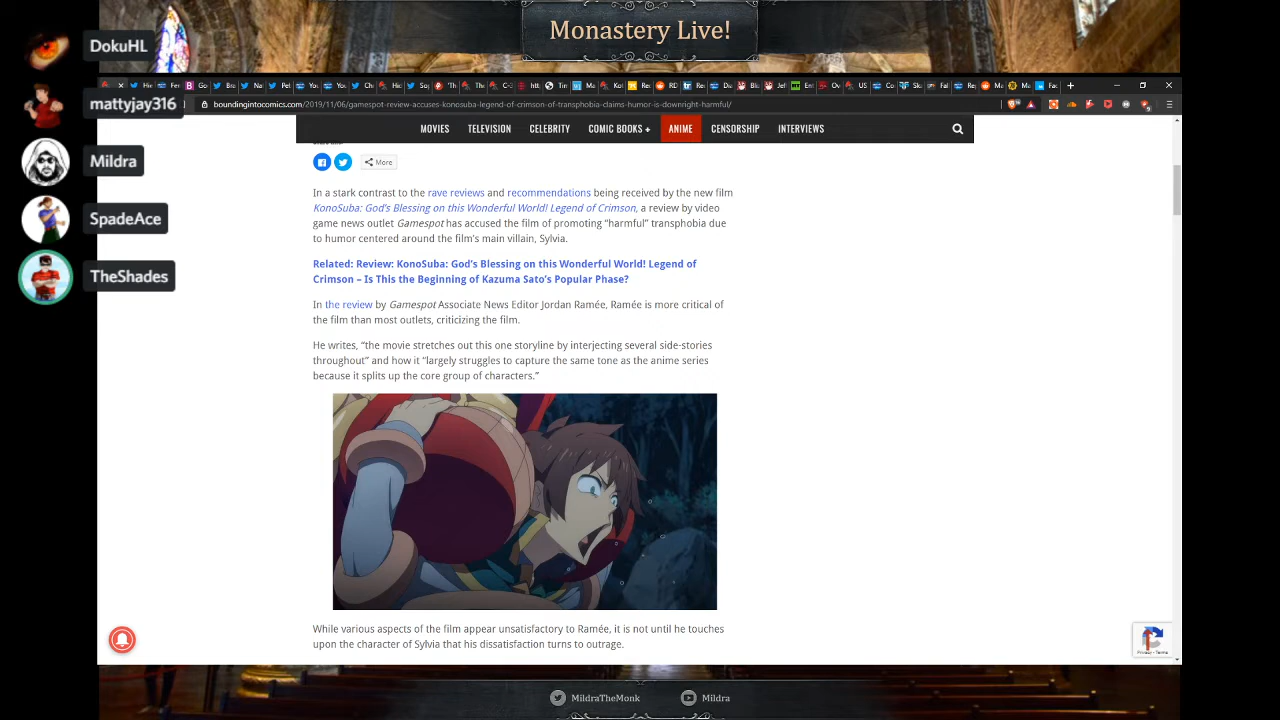 Monastery Live!
DokuHL
mattyjay316
Mildra
SpadeAce
TheShades
boundingintocomics.com/2019/11/06/gamespot-review-accuses-konosuba-legend-of-crimson-of-transphobia-claims-humor-is-downright-harmful/
MOVIES TELEVISION CELEBRITY COMIC BOOKS + ANIME CENSORSHIP INTERVIEWS
More
In a stark contrast to the rave reviews and recommendations being received by the new film
KonoSuba: God's Blessing on this Wonderful World! Legend of Crimson, a review by video
game news outlet Gamespot has accused the film of promoting "harmful" transphobia due
to humor centered around the film's main villain, Sylvia.
Related: Review: KonoSuba: God's Blessing on this Wonderful World! Legend of
Crimson – Is This the Beginning of Kazuma Sato's Popular Phase?
In the review by Gamespot Associate News Editor Jordan Ramée, Ramée is more critical of
the film than most outlets, criticizing the film.
He writes, "the movie stretches out this one storyline by interjecting several side-stories
throughout" and how it "largely struggles to capture the same tone as the anime series
because it splits up the core group of characters."
While various aspects of the film appear unsatisfactory to Ramée, it is not until he touches
upon the character of Sylvia that his dissatisfaction turns to outrage.
Privacy - Terms
MildraTheMonk
Mildra